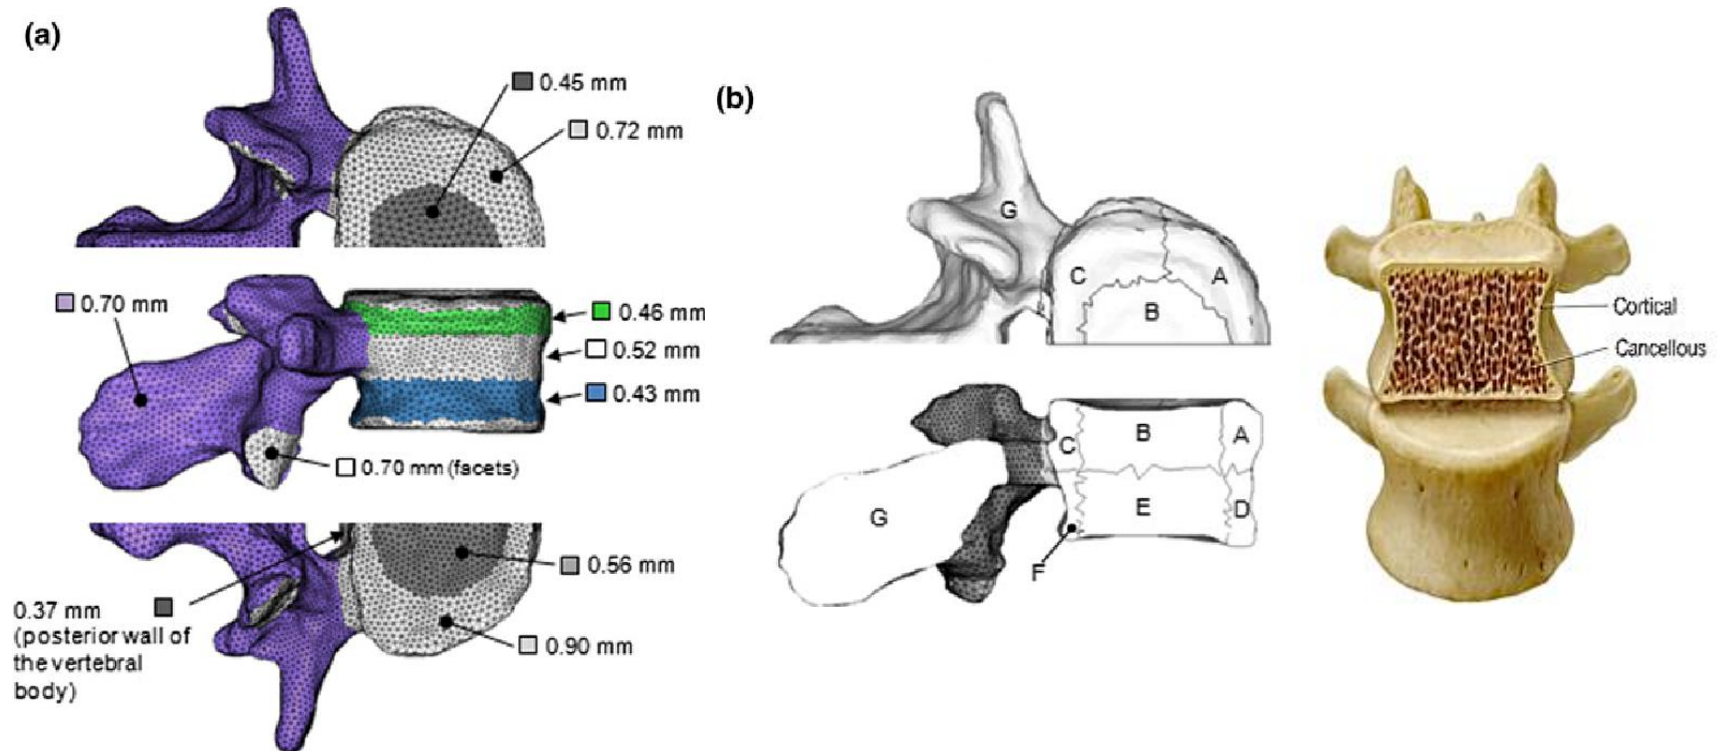 (a)
0.45 mm
0.72 mm
0.70 mm
0.46 mm
0.52 mm
0.43 mm
0.70 mm (facets)
0.56 mm
0.90 mm
0.37 mm
(posterior wall of
the vertebral
body)
(b)
G
C
A
B
C
B
A
G
E
D
F
Cortical
Cancellous